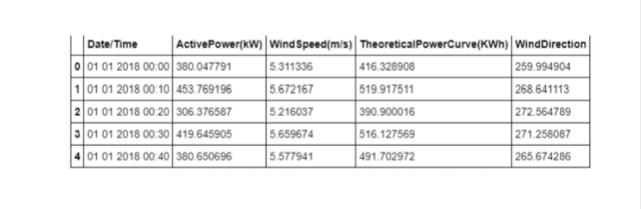 Date/Time ActivePower(kW) WindSpeed(m/s) TheoreticalPowerCurve(KWh) WindDirection
0 01 01 2018 00:00 380.047791 5.311336 416.328908 259.994904
1 01 01 2018 00:10 453.769196 5.672167 519.917511 268.641113
2 01 01 2018 00:20 306.376587 5.216037 390.900016 272.564789
3 01 01 2018 00:30 419.645905 5.659674 516.127569 271.258087
4 01 01 2018 00:40 380.650696 5.577941 491.702972 265.674286